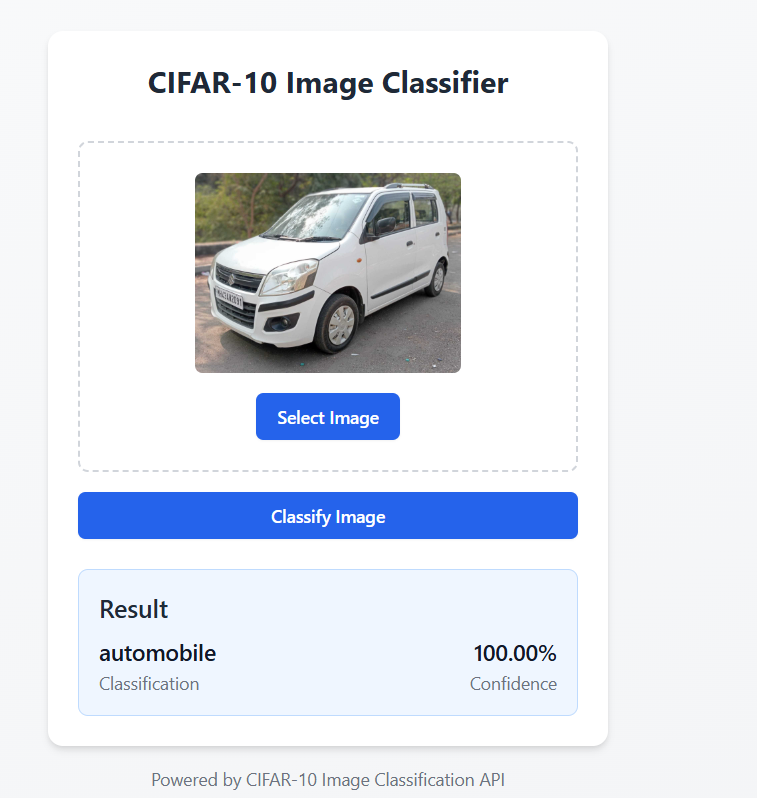 CIFAR-10 Image Classifier
Select Image
Classify Image
Result
automobile 100.00%
Classification Confidence
Powered by CIFAR-10 Image Classification API